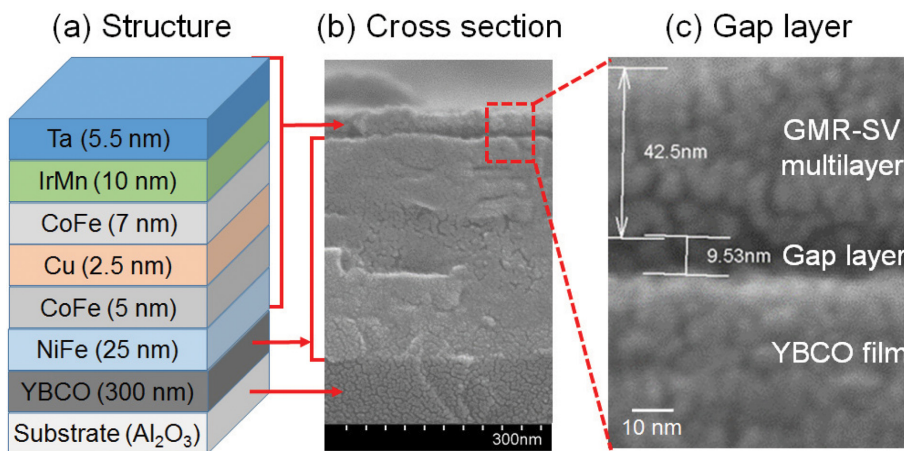 (a) Structure
(b) Cross section
(c) Gap layer
Ta (5.5 nm)
IrMn (10 nm)
CoFe (7 nm)
Cu (2.5 nm)
CoFe (5 nm)
NiFe (25 nm)
YBCO (300 nm)
Substrate (Al₂O₃)
300nm
GMR-SV
multilayer
42.5nm
Gap layer
9.53nm
YBCO film
10 nm